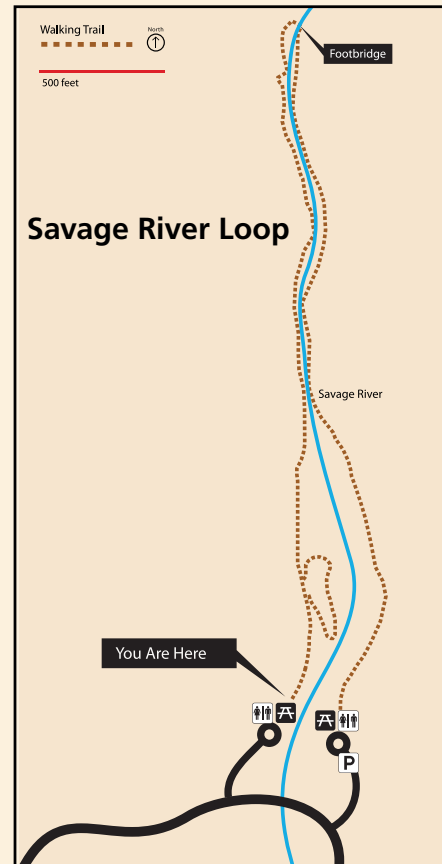 Walking Trail
North
500 feet
Footbridge
Savage River Loop
Savage River
You Are Here
P